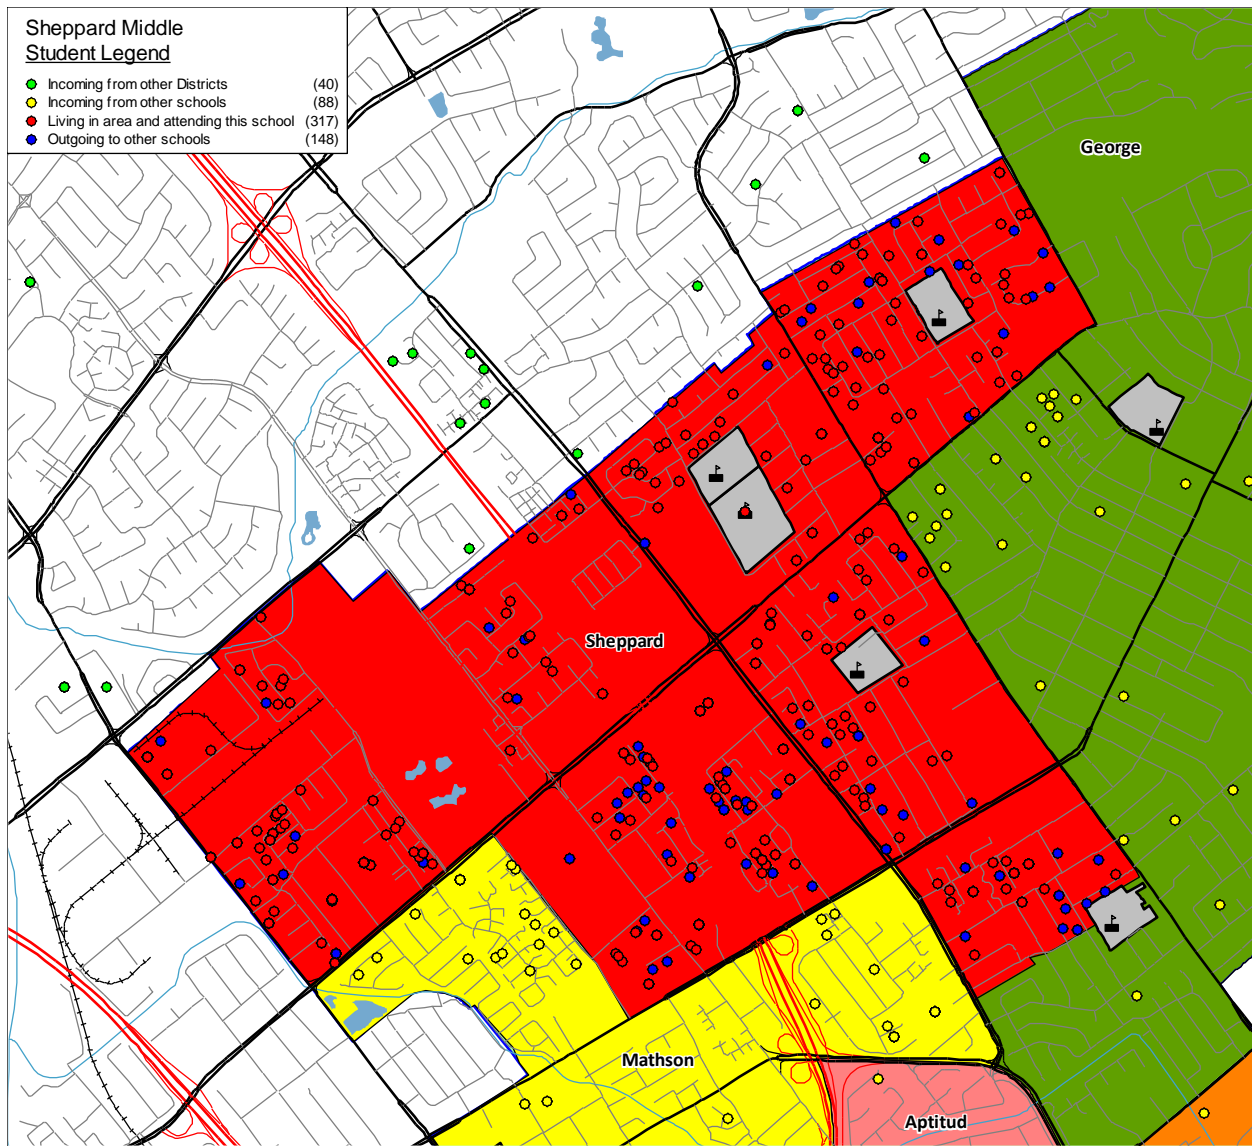 Sheppard Middle
Student Legend
Incoming from other Districts (40)
Incoming from other schools (88)
Living in area and attending this school (317)
Outgoing to other schools (148)
George
Sheppard
Mathson
Aptitud